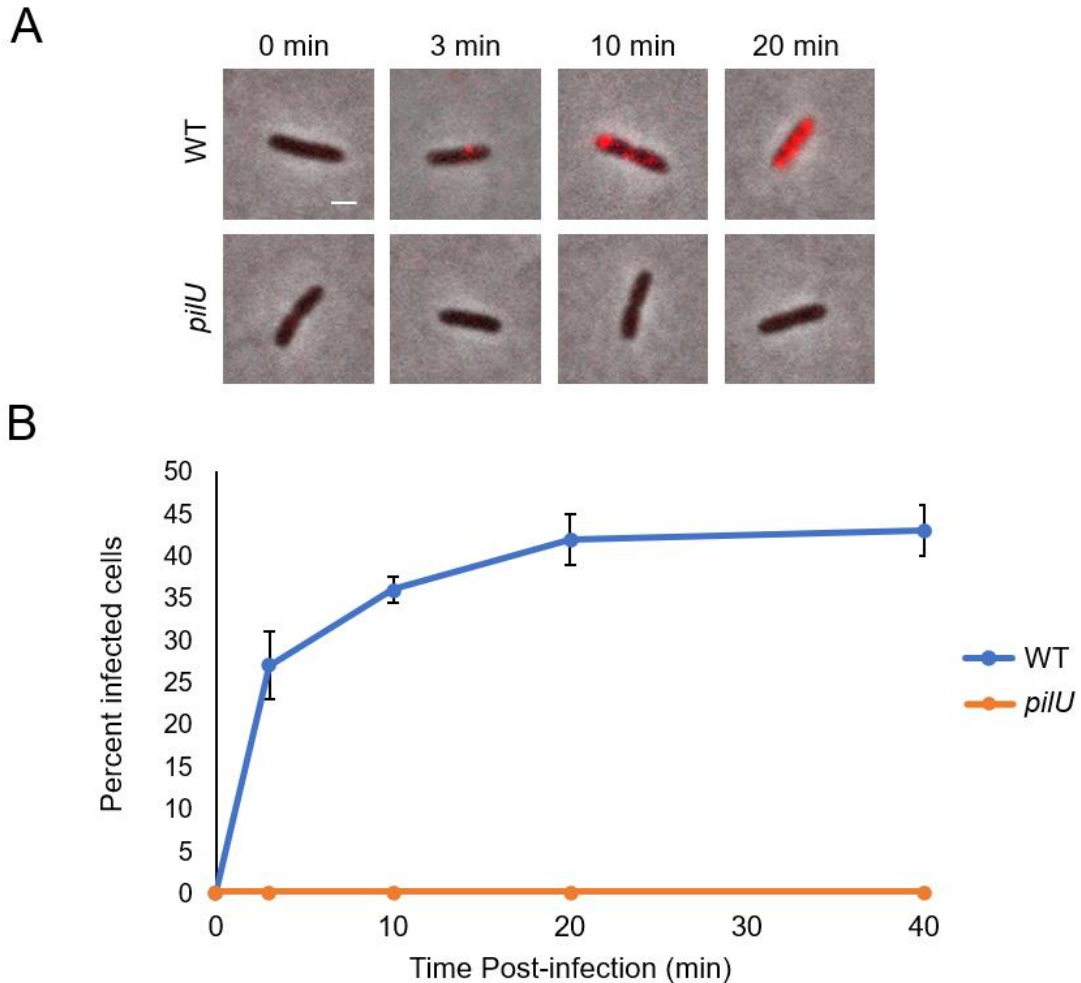 A
0 min 3 min 10 min 20 min
WT
pilU
B
50
45
40
35
30
25
20
15
10
5
0
Percent infected cells
0 10 20 30 40
Time Post-infection (min)
WT
pilU